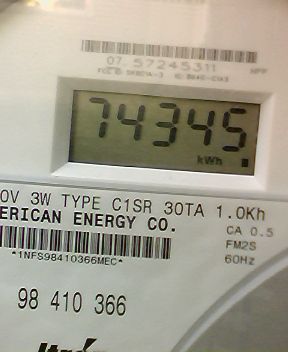 07 57245311
74345
kWh
0V 3W TYPE C1SR 30TA 1.0Kh
ERICAN ENERGY CO.
CA 0.5
FM2S
*1NFS98410366MEC*
60Hz
98 410 366
Itron